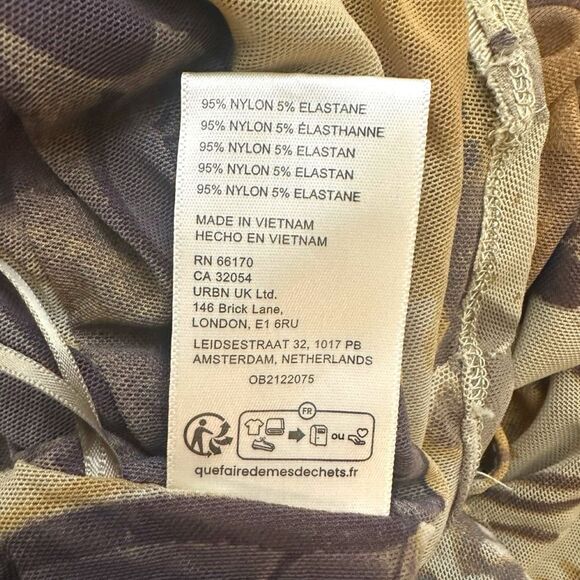 95% NYLON 5% ELASTANE
95% NYLON 5% ÉLASTHANNE
95% NYLON 5% ELASTAN
95% NYLON 5% ELASTAN
95% NYLON 5% ELASTANE
MADE IN VIETNAM
HECHO EN VIETNAM
RN 66170
CA 32054
URBN UK Ltd.
146 Brick Lane,
LONDON, E1 6RU
LEIDSESTRAAT 32, 1017 PB
AMSTERDAM, NETHERLANDS
OB2122075
FR
ou
quefairedemesdechets.fr